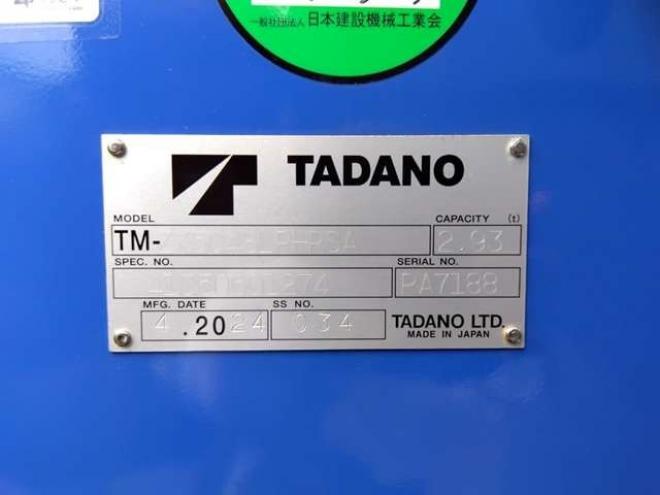 一般社団法人 日本建設機械工業会
TADANO
MODEL
CAPACITY (t)
TM-
2.93
SPEC. NO.
SERIAL NO.
PA7188
MFG. DATE
SS NO.
4.2024
034
TADANO LTD.
MADE IN JAPAN